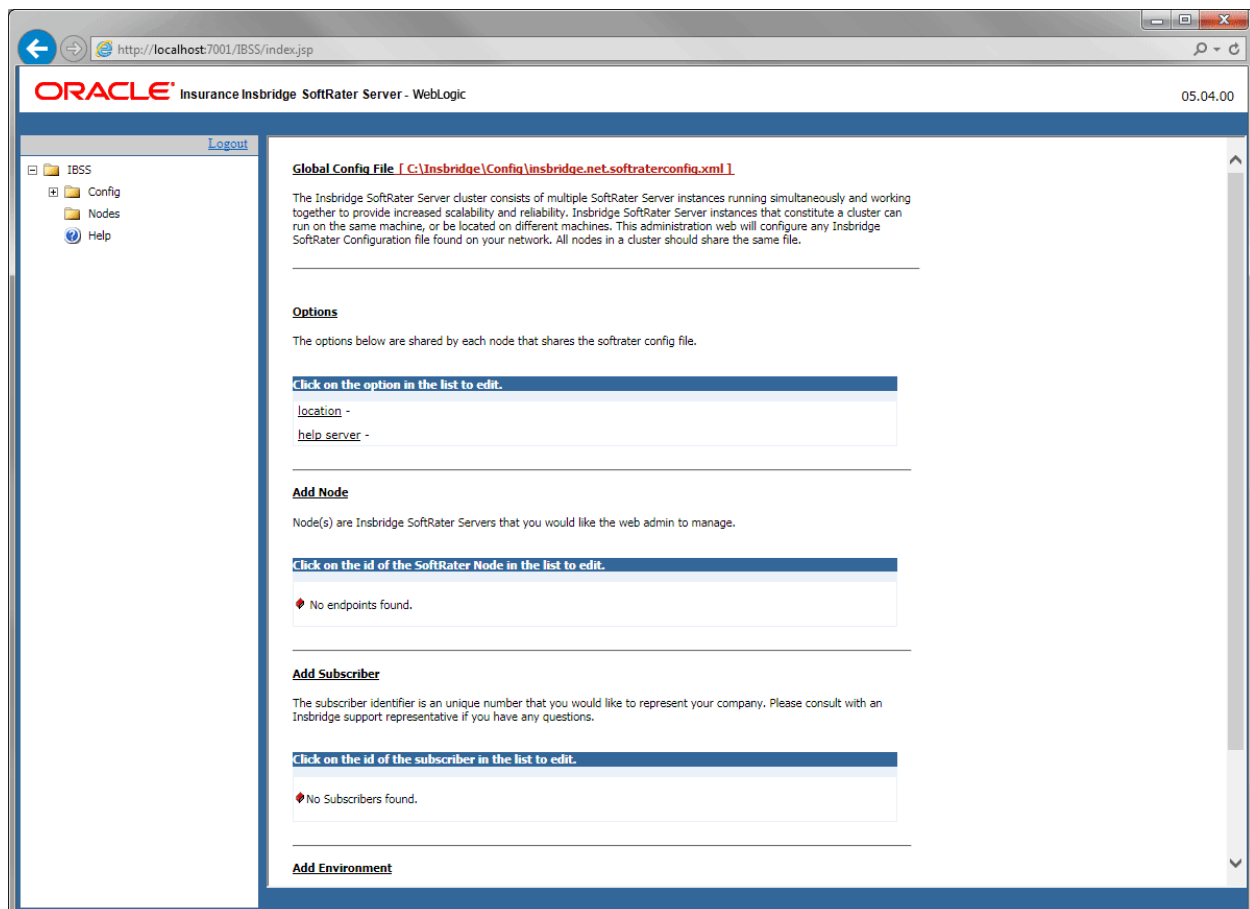 http://localhost:7001/IBSS/index.jsp
ORACLE® Insurance Insbridge SoftRater Server - WebLogic
05.04.00
Logout
IBSS
Config
Nodes
Help
Global Config File [ C:\Insbridge\Config\insbridge.net.softraterconfig.xml ]
The Insbridge SoftRater Server cluster consists of multiple SoftRater Server instances running simultaneously and working
together to provide increased scalability and reliability. Insbridge SoftRater Server instances that constitute a cluster can
run on the same machine, or be located on different machines. This administration web will configure any Insbridge
SoftRater Configuration file found on your network. All nodes in a cluster should share the same file.
Options
The options below are shared by each node that shares the softrater config file.
Click on the option in the list to edit.
location -
help server -
Add Node
Node(s) are Insbridge SoftRater Servers that you would like the web admin to manage.
Click on the id of the SoftRater Node in the list to edit.
No endpoints found.
Add Subscriber
The subscriber identifier is an unique number that you would like to represent your company. Please consult with an
Insbridge support representative if you have any questions.
Click on the id of the subscriber in the list to edit.
No Subscribers found.
Add Environment